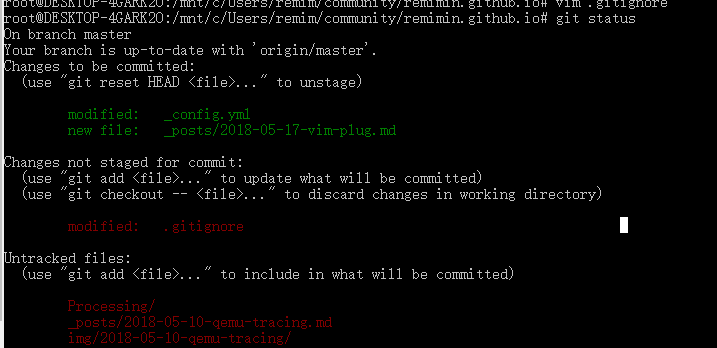 root@DESKTOP-4GARK2O:/mnt/c/Users/remim/community/remimin.github.io# vim .gitignore
root@DESKTOP-4GARK2O:/mnt/c/Users/remim/community/remimin.github.io# git status
On branch master
Your branch is up-to-date with 'origin/master'.
Changes to be committed:
  (use "git reset HEAD <file>..." to unstage)
        modified:   _config.yml
        new file:   _posts/2018-05-17-vim-plug.md
Changes not staged for commit:
  (use "git add <file>..." to update what will be committed)
  (use "git checkout -- <file>..." to discard changes in working directory)
        modified:   .gitignore
Untracked files:
  (use "git add <file>..." to include in what will be committed)
        Processing/
        _posts/2018-05-10-qemu-tracing.md
        img/2018-05-10-qemu-tracing/